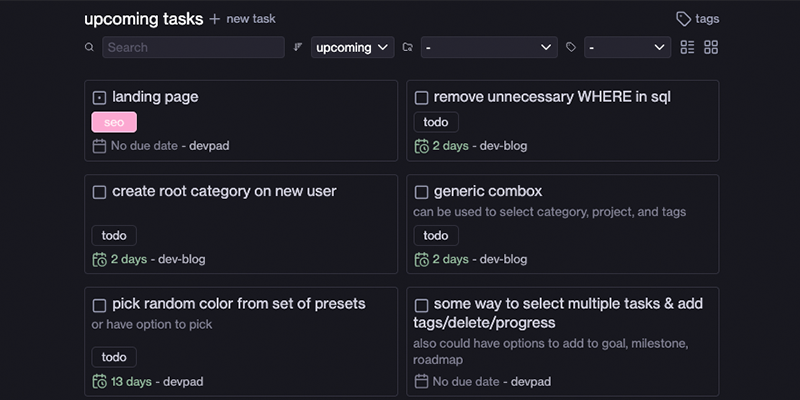 upcoming tasks + new task
tags
Search
upcoming
-
-
landing page
seo
No due date - devpad
remove unnecessary WHERE in sql
todo
2 days - dev-blog
create root category on new user
todo
2 days - dev-blog
generic combox
can be used to select category, project, and tags
todo
2 days - dev-blog
pick random color from set of presets
or have option to pick
todo
13 days - devpad
some way to select multiple tasks & add
tags/delete/progress
also could have options to add to goal, milestone,
roadmap
No due date - devpad